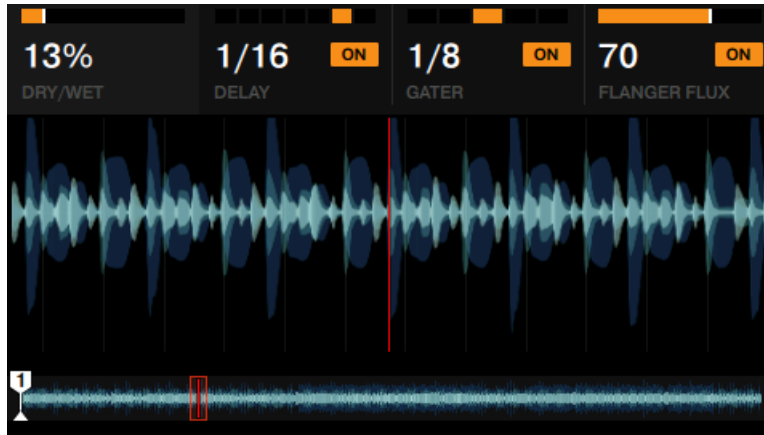 13% 1/16 ON 1/8 ON 70 ON
DRY/WET DELAY GATER FLANGER FLUX
1